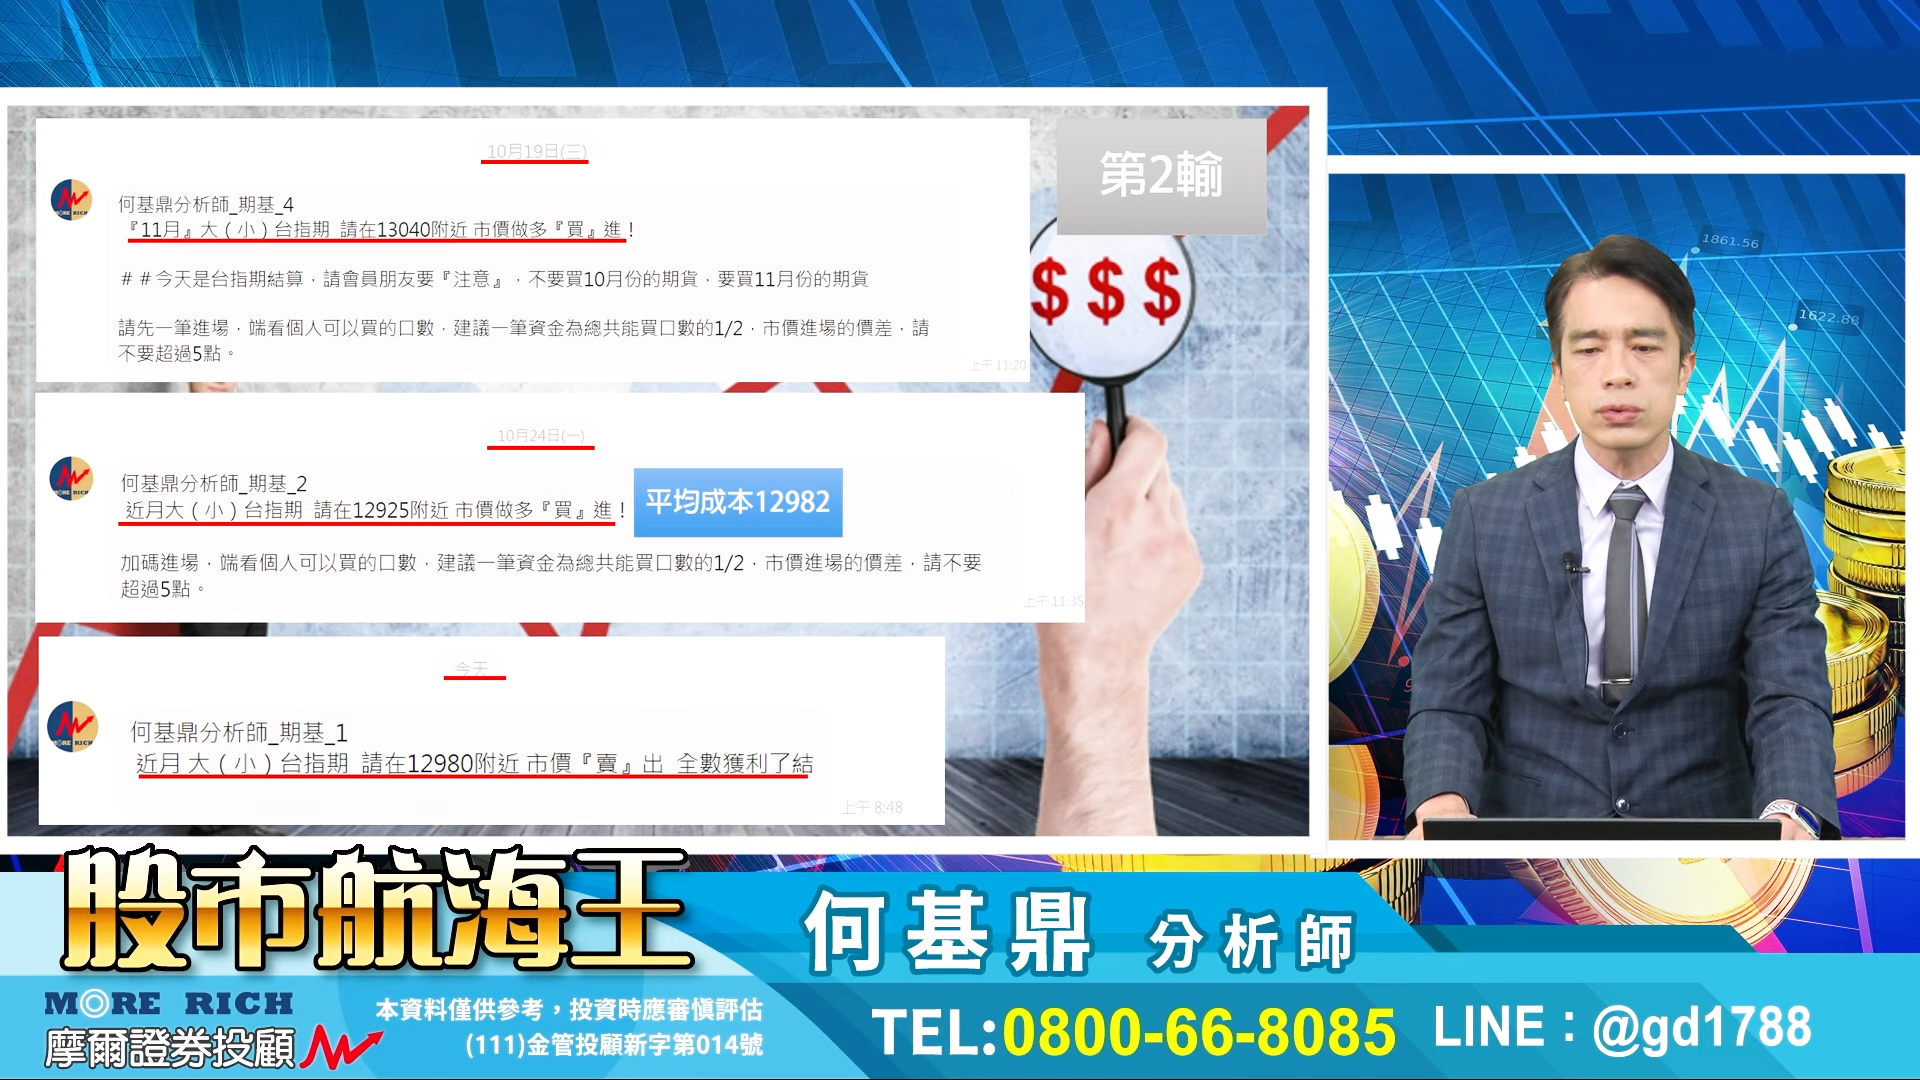 10月19日(三)
何基鼎分析師_期基_4
『11月』大(小)台指期 請在13040附近 市價做多『買』進!
##今天是台指期結算,請會員朋友要『注意』,不要買10月份的期貨,要買11月份的期貨
請先一筆進場,端看個人可以買的口數,建議一筆資金為總共能買口數的1/2,市價進場的價差,請
不要超過5點。
上午 11:20
第2輸
$ $ $
10月24日(一)
何基鼎分析師_期基_2
近月大(小)台指期 請在12925附近 市價做多『買』進!
平均成本12982
加碼進場,端看個人可以買的口數,建議一筆資金為總共能買口數的1/2,市價進場的價差,請不要
超過5點。
上午 11:35
今天
何基鼎分析師_期基_1
近月 大(小)台指期 請在12980附近 市價『賣』出 全數獲利了結
上午 8:48
1861.56
1622.88
股市航海王
何基鼎 分析師
MORE RICH
摩爾證券投顧
本資料僅供參考,投資時應審慎評估
(111)金管投顧新字第014號
TEL:0800-66-8085
LINE:@gd1788